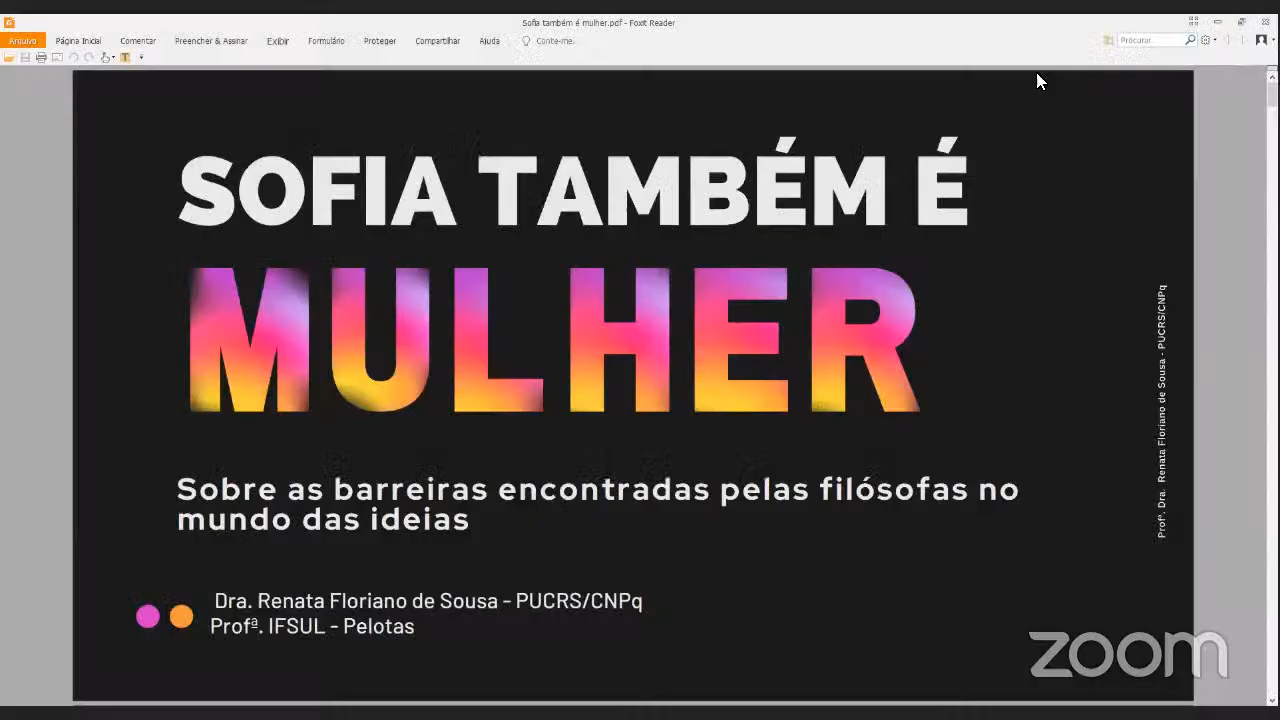 Sofia também é mulher.pdf - Foxit Reader
Arquivo Página Inicial Comentar Preencher & Assinar Exibir Formulário Proteger Compartilhar Ajuda Conte-me. Procurar
SOFIA TAMBÉM É
MULHER
Sobre as barreiras encontradas pelas filósofas no
mundo das ideias
Dra. Renata Floriano de Sousa - PUCRS/CNPq
Profª. IFSUL - Pelotas
Profª. Dra. Renata Floriano de Sousa - PUCRS/CNPq
zoom